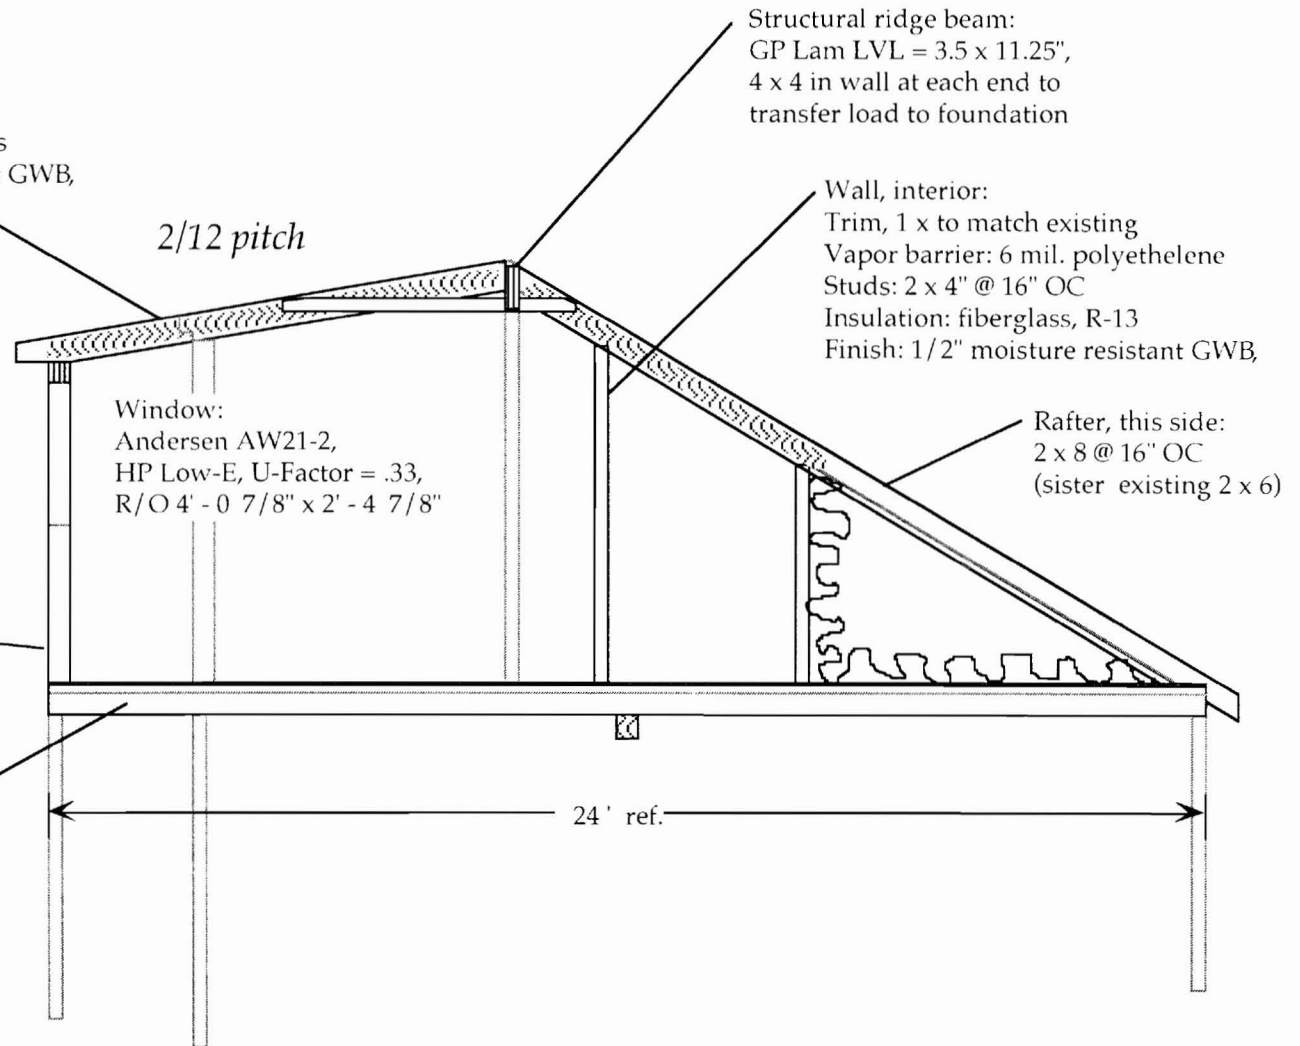 Structural ridge beam:
GP Lam LVL = 3.5 x 11.25",
4 x 4 in wall at each end to
transfer load to foundation
s
GWB,
2/12 pitch
Wall, interior:
Trim, 1 x to match existing
Vapor barrier: 6 mil. polyethelene
Studs: 2 x 4" @ 16" OC
Insulation: fiberglass, R-13
Finish: 1/2" moisture resistant GWB,
Window:
Andersen AW21-2,
HP Low-E, U-Factor = .33,
R/O 4' - 0 7/8" x 2' - 4 7/8"
Rafter, this side:
2 x 8 @ 16" OC
(sister existing 2 x 6)
24 ' ref.